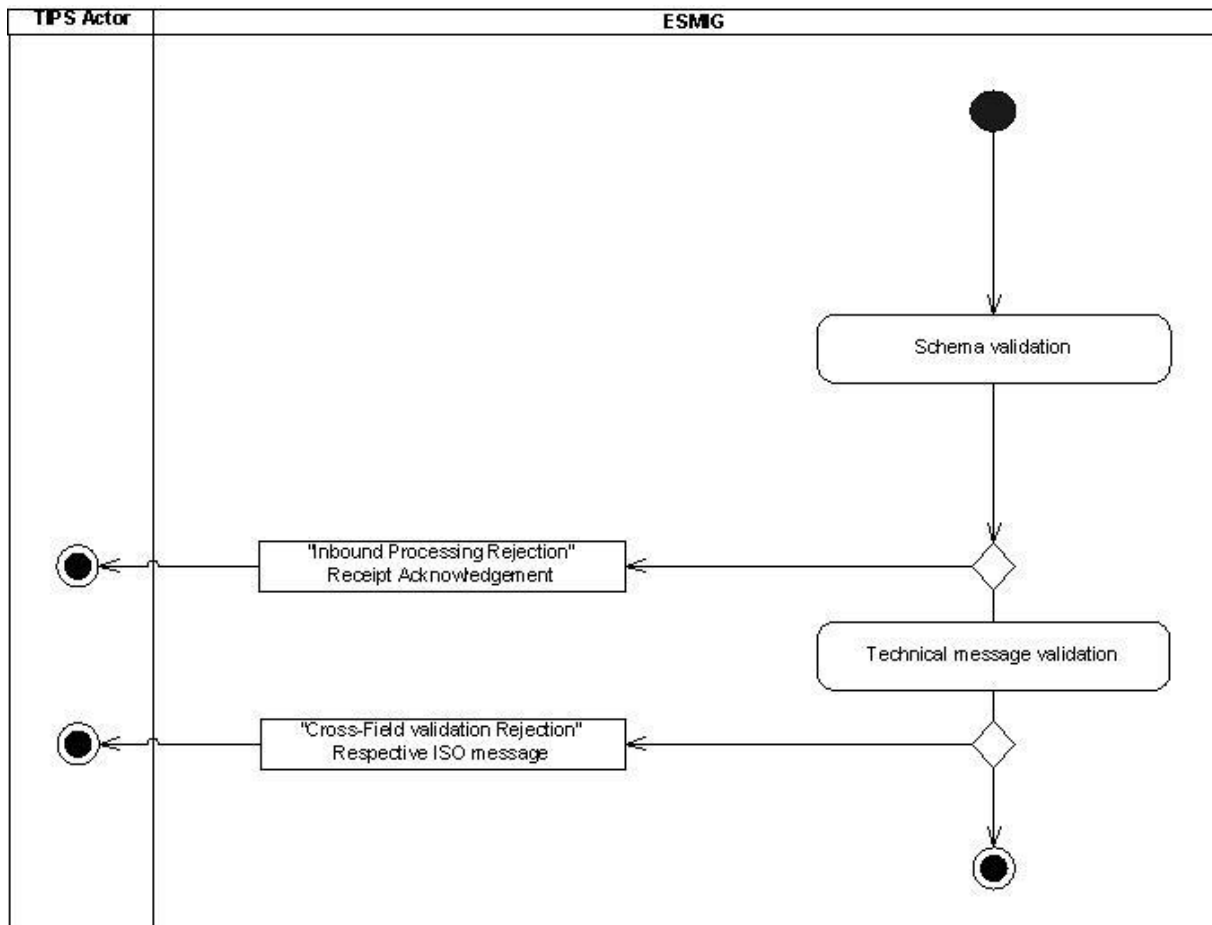 TIPS Actor
ESMIG
Schema validation
"Inbound Processing Rejection"
Receipt Acknowledgement
Technical message validation
"Cross-Field validation Rejection"
Respective ISO message